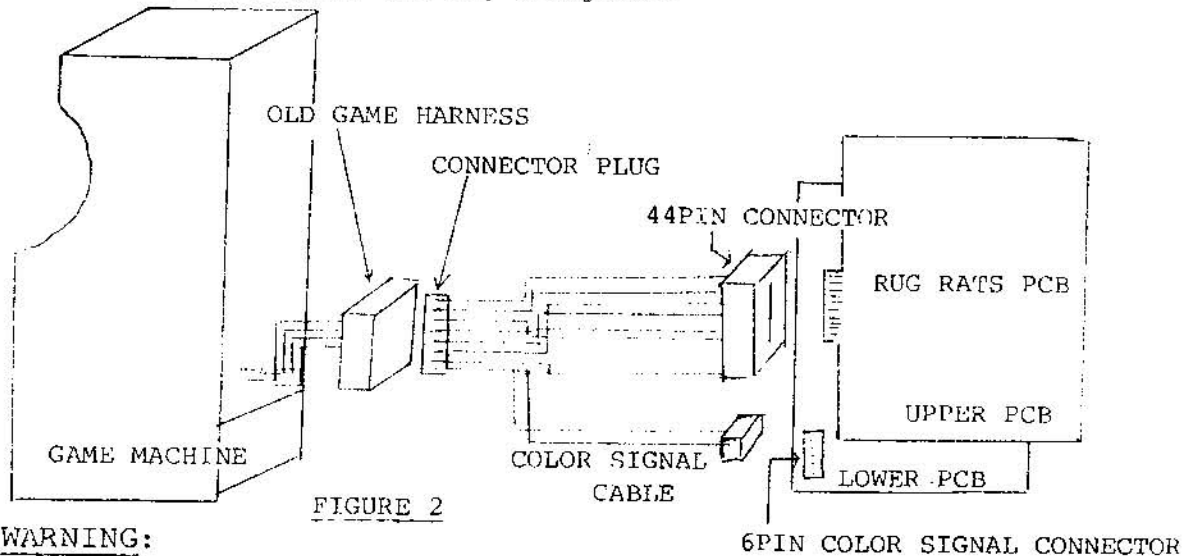 OLD GAME HARNESS
CONNECTOR PLUG
44PIN CONNECTOR
RUG RATS PCB
UPPER PCB
GAME MACHINE
COLOR SIGNAL
CABLE
LOWER PCB
FIGURE 2
WARNING:
6PIN COLOR SIGNAL CONNECTOR